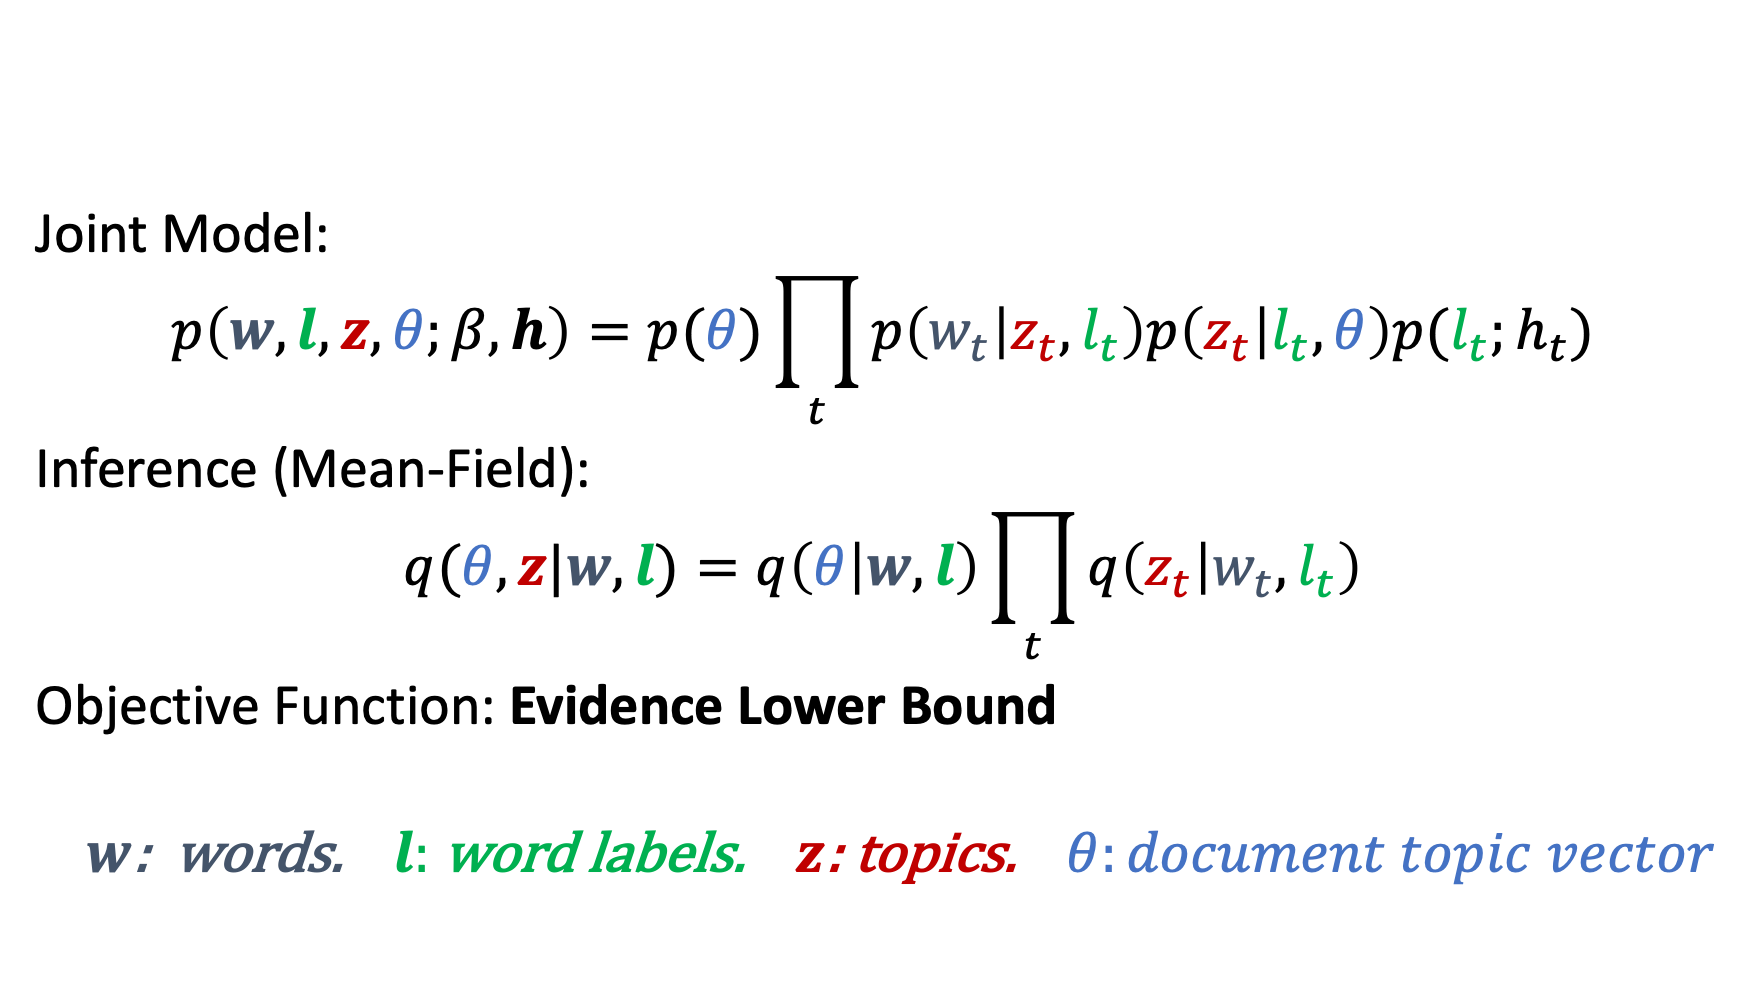 Joint Model:
p(w, l, z, θ; β, h) = p(θ) ∏_t p(w_t|z_t, l_t)p(z_t|l_t, θ)p(l_t; h_t)
Inference (Mean-Field):
q(θ, z|w, l) = q(θ|w, l) ∏_t q(z_t|w_t, l_t)
Objective Function: Evidence Lower Bound
w: words. l: word labels. z: topics. θ: document topic vector